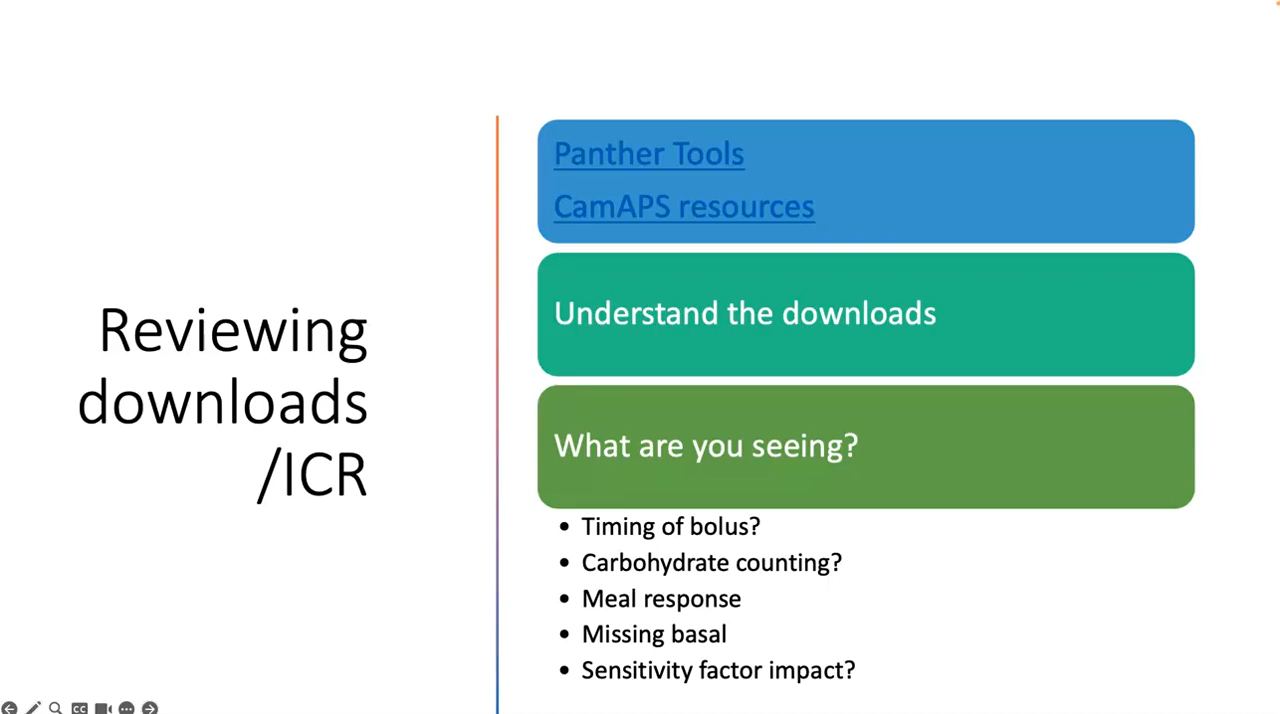 Reviewing
downloads
/ICR
Panther Tools
CamAPS resources
Understand the downloads
What are you seeing?
• Timing of bolus?
• Carbohydrate counting?
• Meal response
• Missing basal
• Sensitivity factor impact?
CC